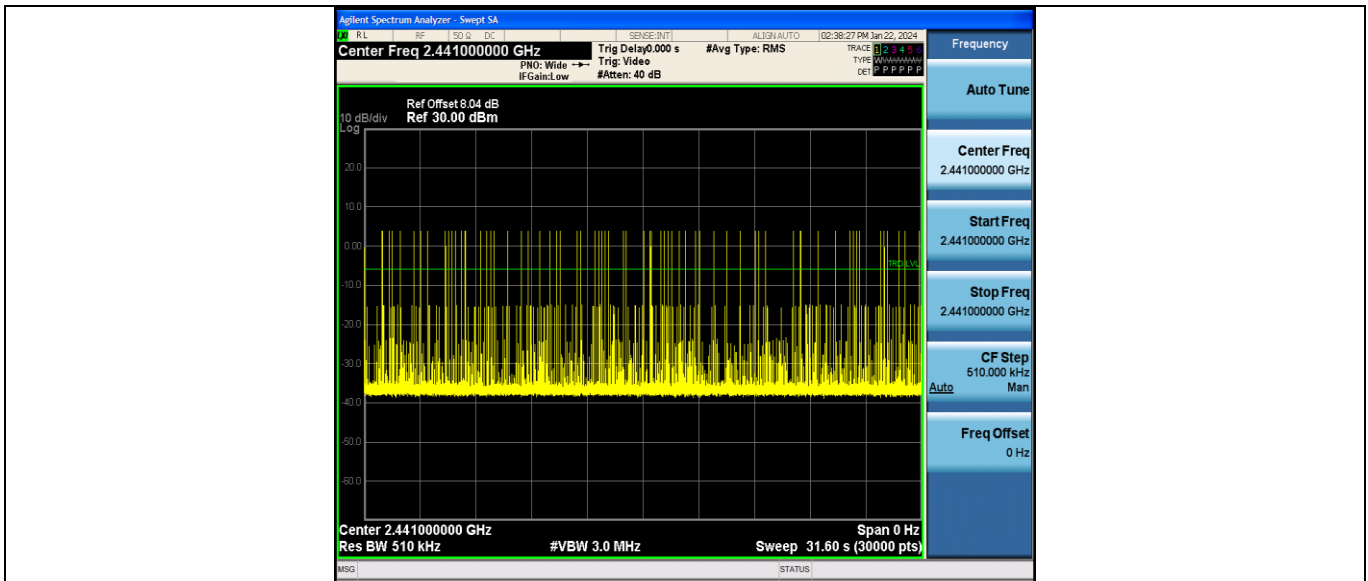 Agilent Spectrum Analyzer - Swept SA
LXI RL RF 50 Ω DC SENSE:INT ALIGN AUTO 02:38:27 PM Jan 22, 2024
Center Freq 2.441000000 GHz
PNO: Wide
IFGain:Low
Trig Delay0.000 s
Trig: Video
#Atten: 40 dB
#Avg Type: RMS
TRACE 1 2 3 4 5 6
TYPE WWWWWW
DET P P P P P P
Ref Offset 8.04 dB
10 dB/div Ref 30.00 dBm
Log
20.0
10.0
0.00
TRIG LVL
-10.0
-20.0
-30.0
-40.0
-50.0
-60.0
Center 2.441000000 GHz Span 0 Hz
Res BW 510 kHz #VBW 3.0 MHz Sweep 31.60 s (30000 pts)
MSG STATUS
Frequency
Auto Tune
Center Freq
2.441000000 GHz
Start Freq
2.441000000 GHz
Stop Freq
2.441000000 GHz
CF Step
510.000 kHz
Auto Man
Freq Offset
0 Hz